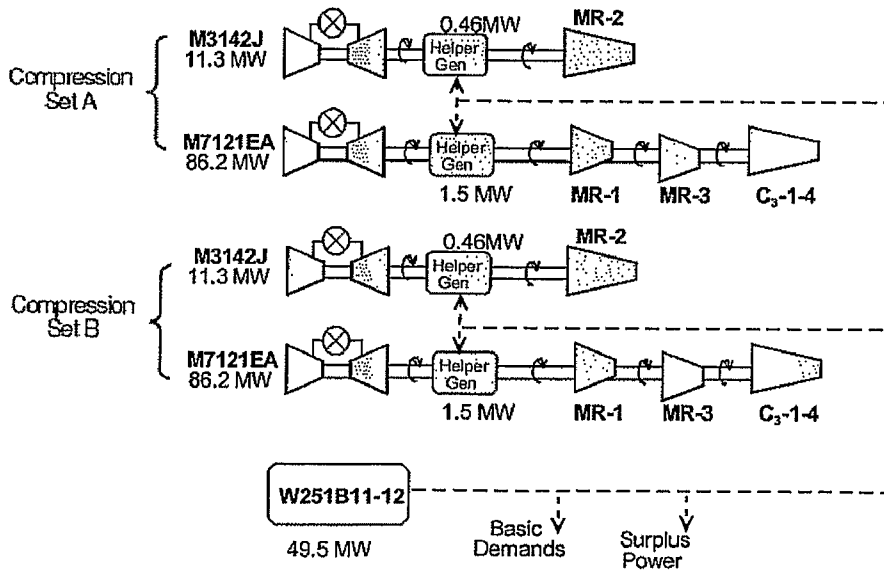 0.46MW
MR-2
M3142J
11.3 MW
Helper
Gen
Compression
Set A
M7121EA
86.2 MW
Helper
Gen
1.5 MW
MR-1
MR-3
C₃-1-4
0.46MW
MR-2
M3142J
11.3 MW
Helper
Gen
Compression
Set B
M7121EA
86.2 MW
Helper
Gen
1.5 MW
MR-1
MR-3
C₃-1-4
W251B11-12
49.5 MW
Basic
Demands
Surplus
Power